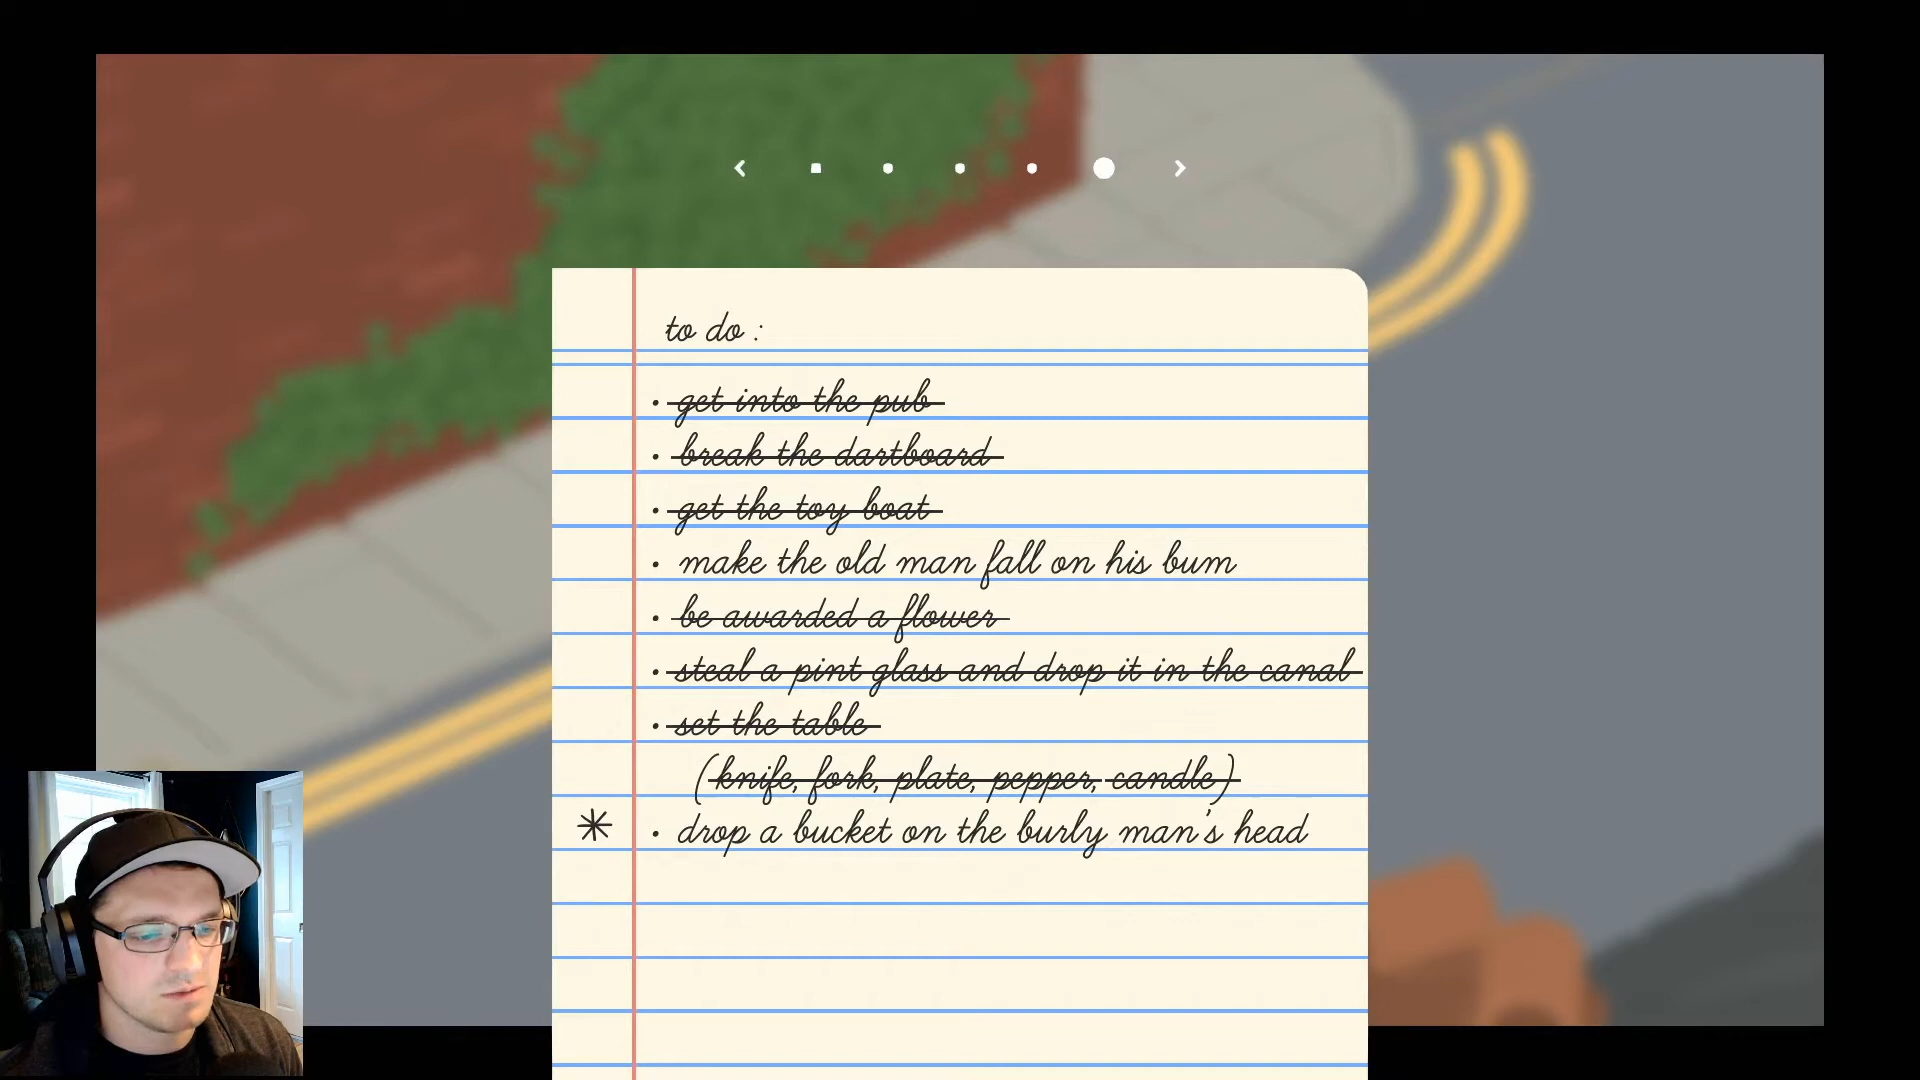 to do :
• get into the pub
• break the dartboard
• get the toy boat
• make the old man fall on his bum
• be awarded a flower
• steal a pint glass and drop it in the canal
• set the table
(knife, fork, plate, pepper, candle)
• drop a bucket on the burly man's head